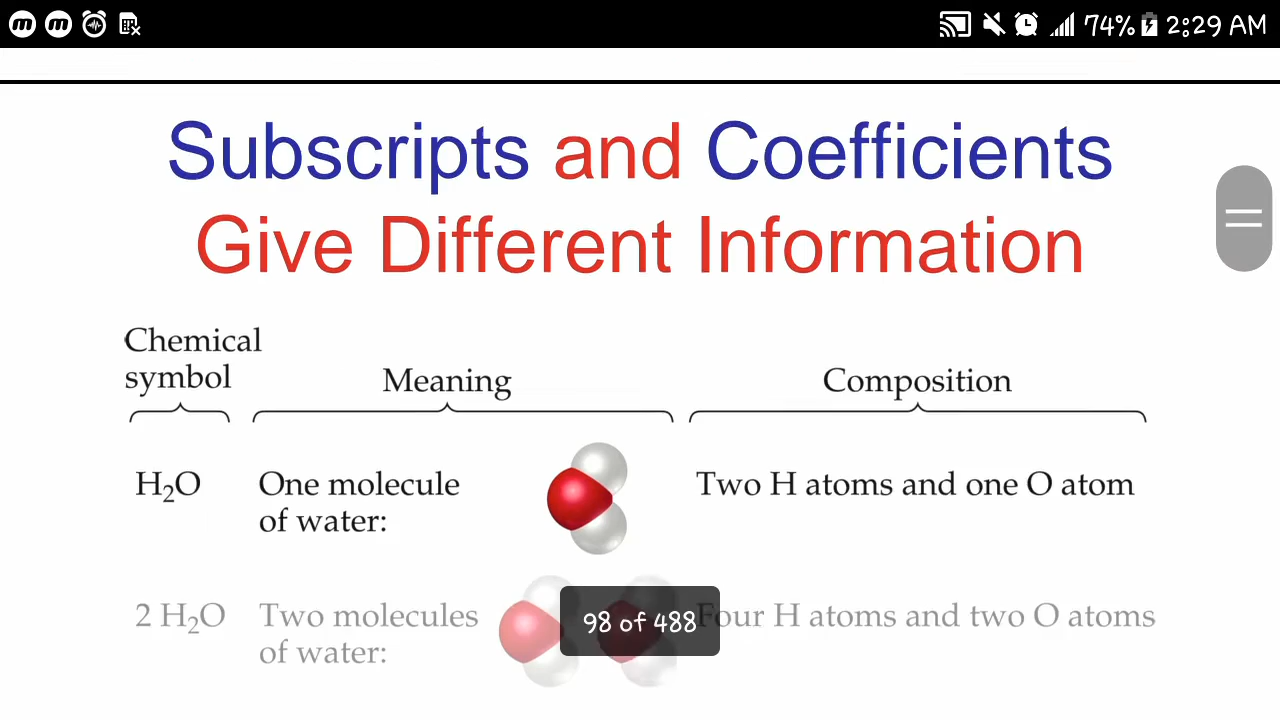 74% 2:29 AM
Subscripts and Coefficients
Give Different Information
Chemical
symbol
Meaning
Composition
H₂O One molecule Two H atoms and one O atom
of water:
2 H₂O Two molecules Four H atoms and two O atoms
of water:
98 of 488